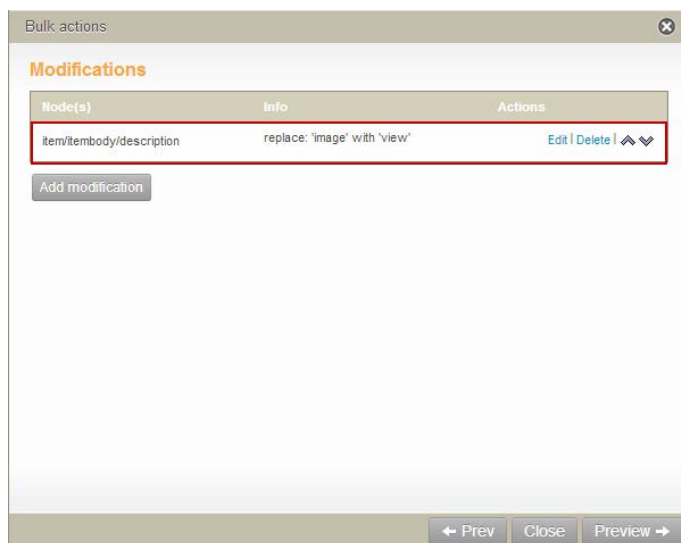 Bulk actions
Modifications
Node(s) Info Actions
item/itembody/description replace: 'image' with 'view' Edit | Delete |
Add modification
← Prev Close Preview →